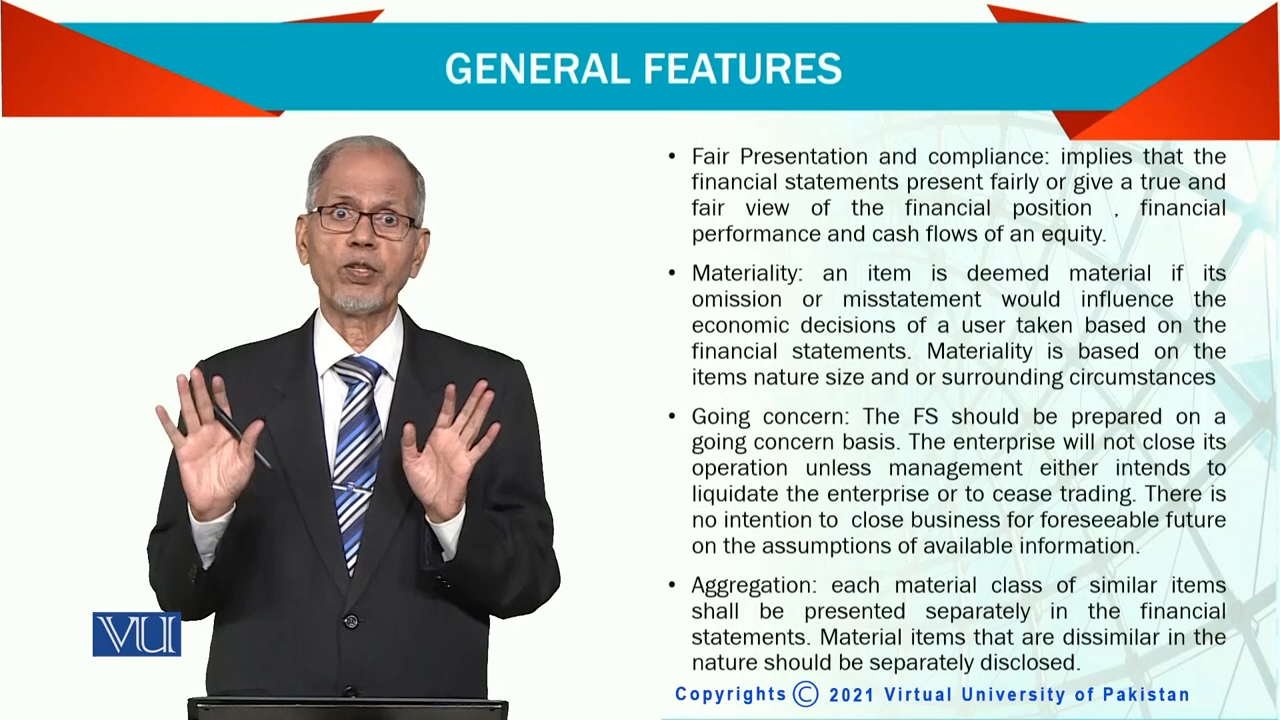 GENERAL FEATURES
• Fair Presentation and compliance: implies that the
financial statements present fairly or give a true and
fair view of the financial position , financial
performance and cash flows of an equity.
• Materiality: an item is deemed material if its
omission or misstatement would influence the
economic decisions of a user taken based on the
financial statements. Materiality is based on the
items nature size and or surrounding circumstances
• Going concern: The FS should be prepared on a
going concern basis. The enterprise will not close its
operation unless management either intends to
liquidate the enterprise or to cease trading. There is
no intention to close business for foreseeable future
on the assumptions of available information.
• Aggregation: each material class of similar items
shall be presented separately in the financial
statements. Material items that are dissimilar in the
nature should be separately disclosed.
VU
Copyrights © 2021 Virtual University of Pakistan